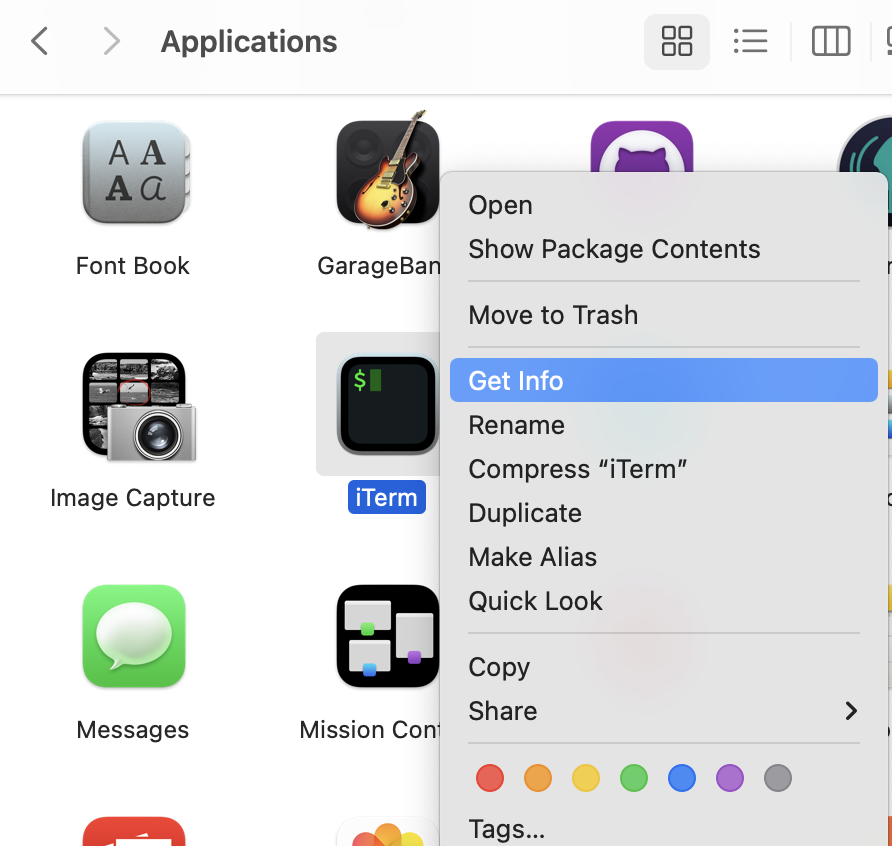 Applications
A A
A a
Font Book
GarageBan
$
Image Capture
iTerm
Messages
Mission Cont
Open
Show Package Contents
Move to Trash
Get Info
Rename
Compress “iTerm”
Duplicate
Make Alias
Quick Look
Copy
Share
Tags...